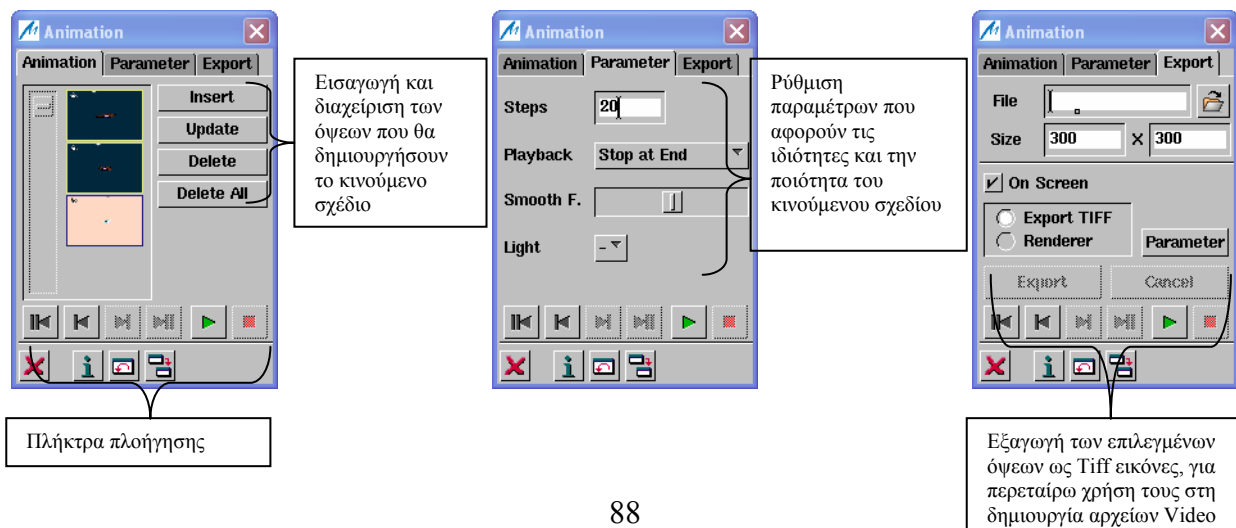 Animation
Animation Parameter Export
Insert
Update
Delete
Delete All
Εισαγωγή και
διαχείριση των
όψεων που θα
δημιουργήσουν
το κινούμενο
σχέδιο
Πλήκτρα πλοήγησης
Animation
Animation Parameter Export
Steps 20
Playback Stop at End
Smooth F.
Light -
Ρύθμιση
παραμέτρων που
αφορούν τις
ιδιότητες και την
ποιότητα του
κινούμενου σχεδίου
Animation
Animation Parameter Export
File
Size 300 X 300
On Screen
Export TIFF
Renderer Parameter
Export Cancel
Εξαγωγή των επιλεγμένων
όψεων ως Tiff εικόνες, για
περεταίρω χρήση τους στη
δημιουργία αρχείων Video
88